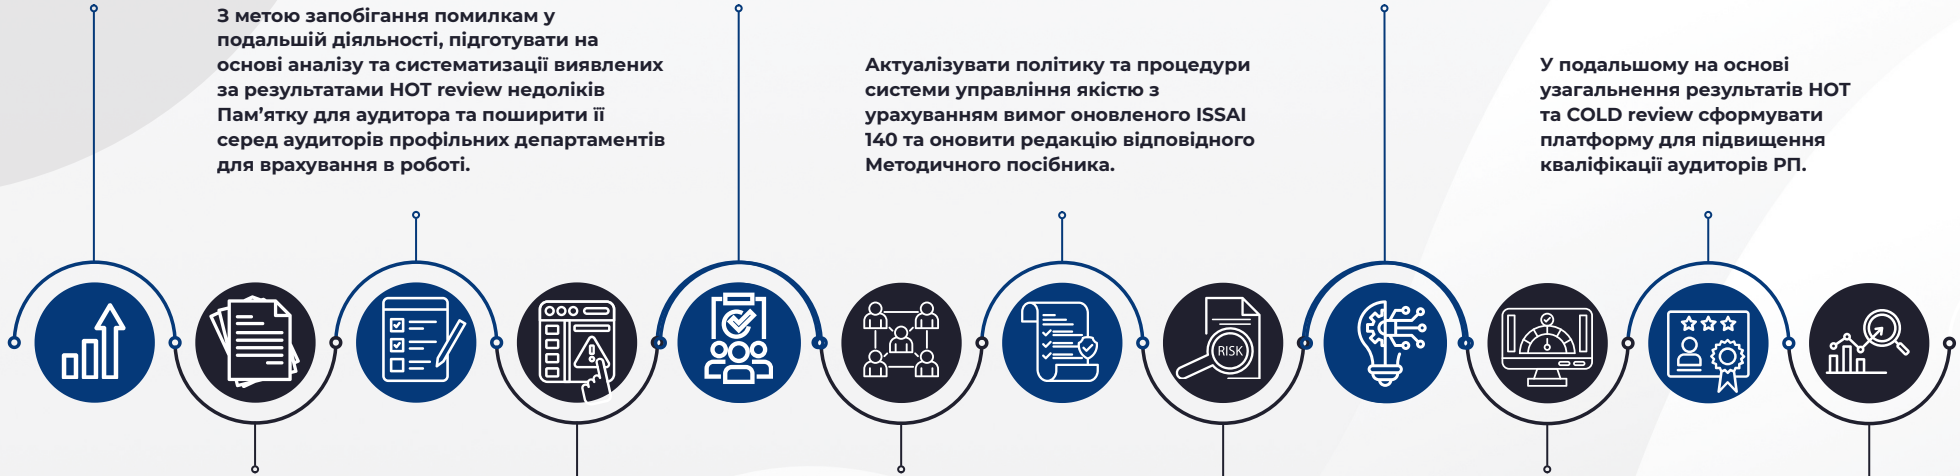 З метою запобігання помилкам у
подальшій діяльності, підготувати на
основі аналізу та систематизації виявлених
за результатами HOT review недоліків
Пам’ятку для аудитора та поширити її
серед аудиторів профільних департаментів
для врахування в роботі.
Актуалізувати політику та процедури
системи управління якістю з
урахуванням вимог оновленого ISSAI
140 та оновити редакцію відповідного
Методичного посібника.
У подальшому на основі
узагальнення результатів HOT
та COLD review сформувати
платформу для підвищення
кваліфікації аудиторів РП.
RISK